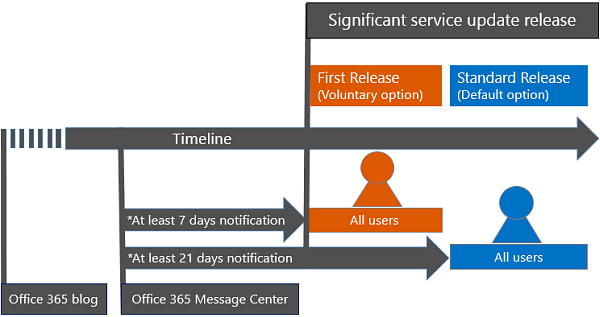 Significant service update release
First Release
(Voluntary option)
Standard Release
(Default option)
Timeline
*At least 7 days notification
All users
*At least 21 days notification
All users
Office 365 blog
Office 365 Message Center